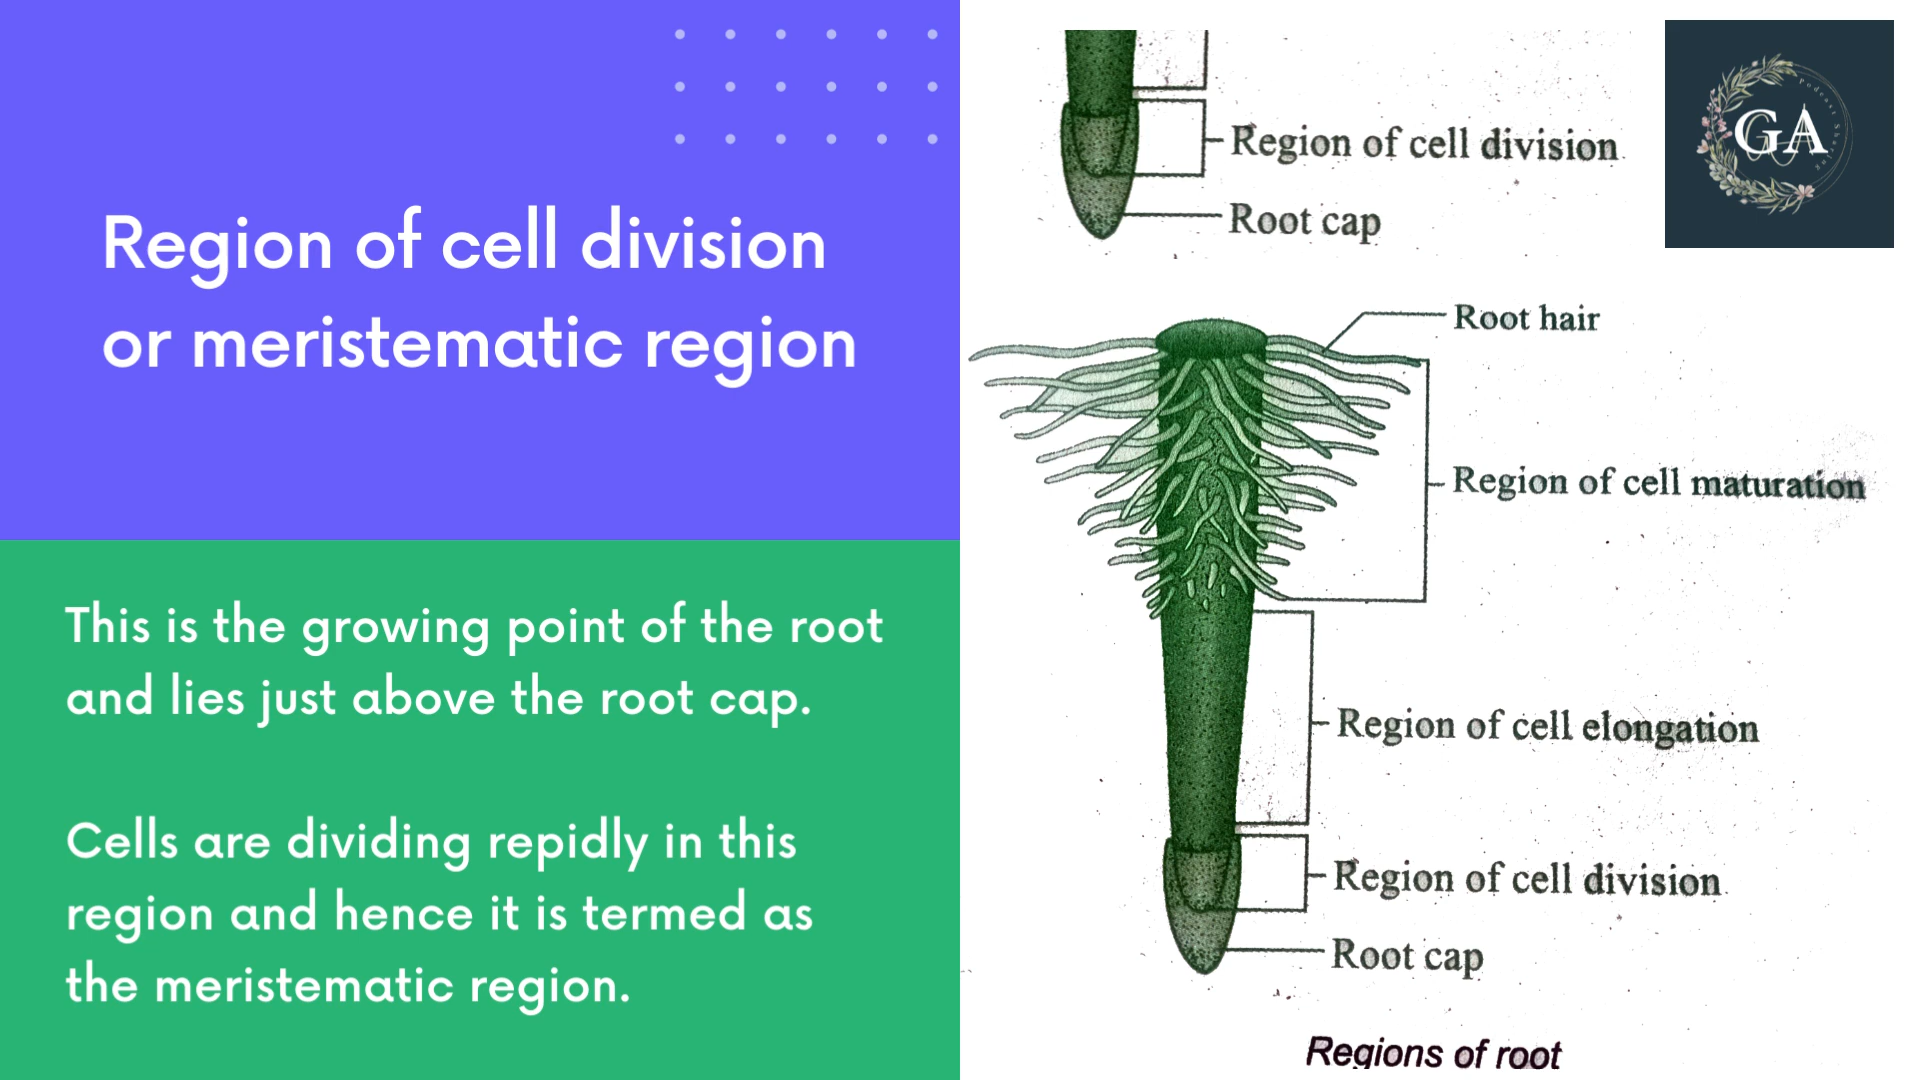 Region of cell division
or meristematic region
This is the growing point of the root
and lies just above the root cap.
Cells are dividing repidly in this
region and hence it is termed as
the meristematic region.
Region of cell division
Root cap
GA
Root hair
Region of cell maturation
Region of cell elongation
Region of cell division
Root cap
Regions of root